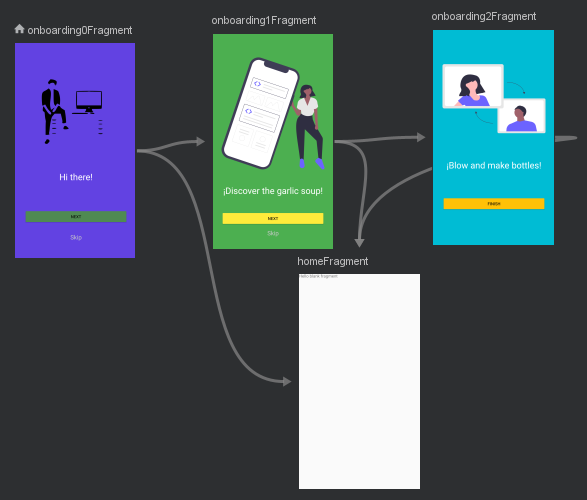 onboarding0Fragment
Hi there!
NEXT
Skip
onboarding1Fragment
¡Discover the garlic soup!
NEXT
Skip
onboarding2Fragment
¡Blow and make bottles!
FINISH
homeFragment
Hello blank fragment